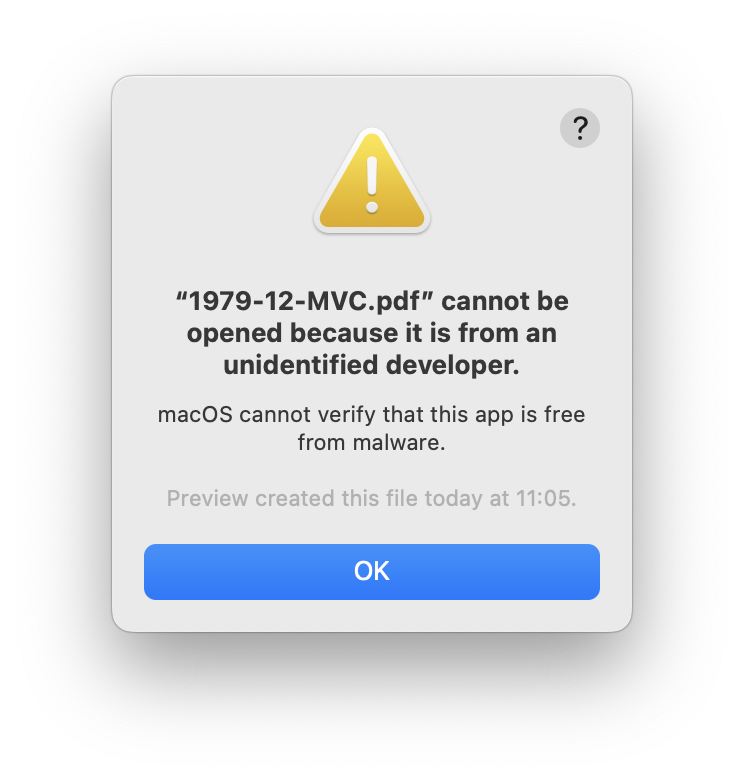 ?
“1979-12-MVC.pdf” cannot be
opened because it is from an
unidentified developer.
macOS cannot verify that this app is free
from malware.
Preview created this file today at 11:05.
OK